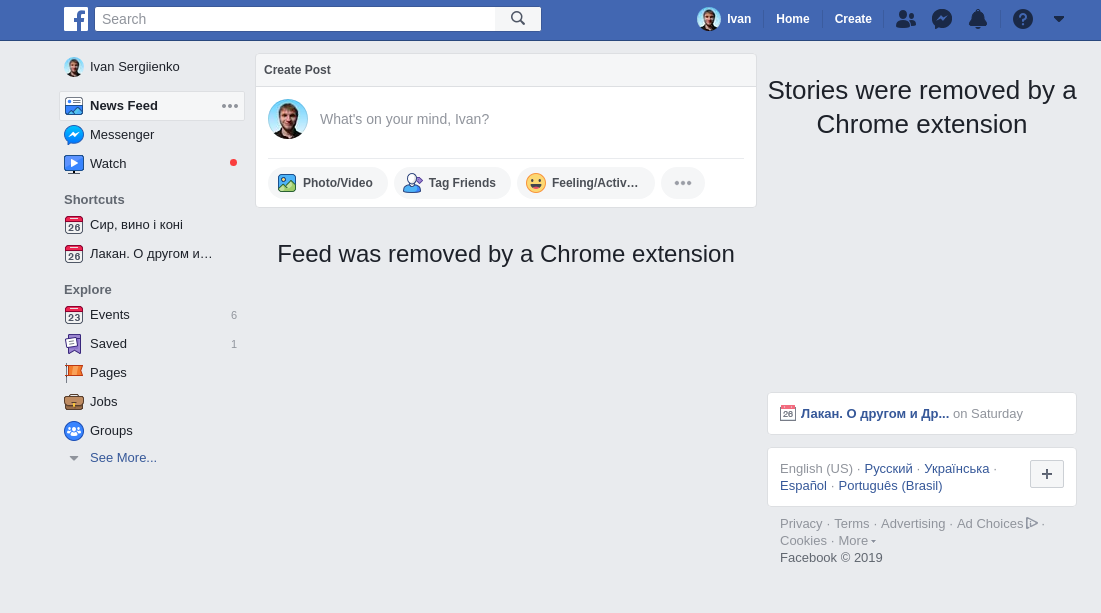 Search
Ivan
Home
Create
Ivan Sergiienko
News Feed
Messenger
Watch
Shortcuts
26 Сир, вино і коні
26 Лакан. О другом и…
Explore
23 Events 6
Saved 1
Pages
Jobs
Groups
See More...
Create Post
What's on your mind, Ivan?
Photo/Video
Tag Friends
Feeling/Activ…
Feed was removed by a Chrome extension
Stories were removed by a
Chrome extension
26 Лакан. О другом и Др... on Saturday
English (US) · Русский · Українська ·
Español · Português (Brasil)
Privacy · Terms · Advertising · Ad Choices ·
Cookies · More
Facebook © 2019